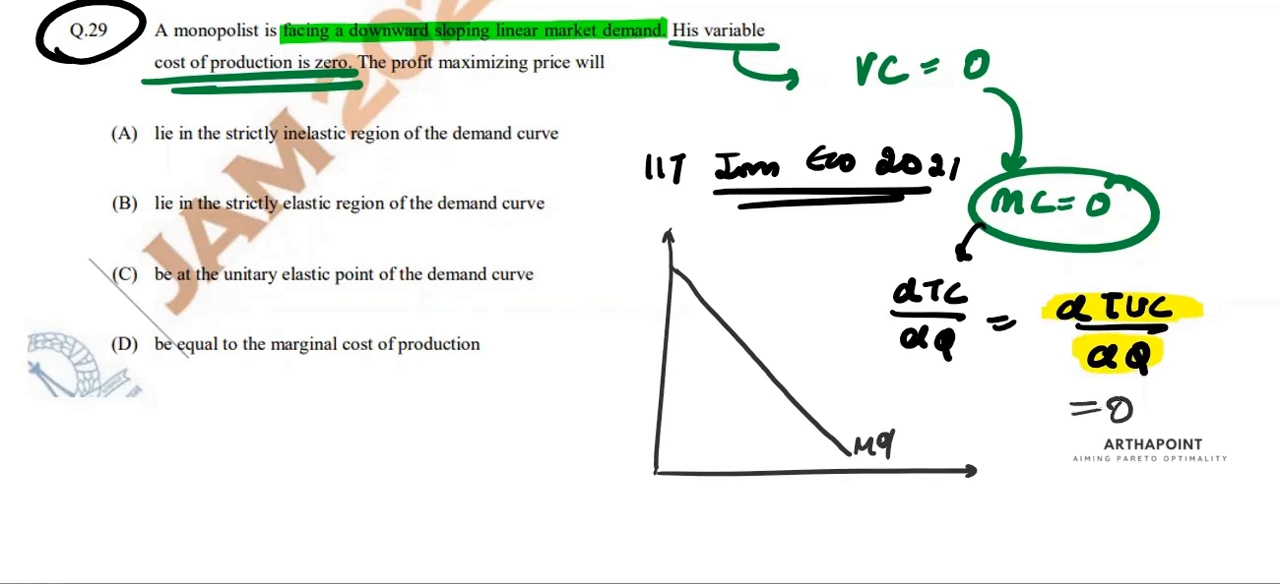 Q.29 A monopolist is facing a downward sloping linear market demand. His variable
cost of production is zero. The profit maximizing price will
VC = 0
(A) lie in the strictly inelastic region of the demand curve
IIT Jam Eco 2021
(B) lie in the strictly elastic region of the demand curve
MC = 0
(C) be at the unitary elastic point of the demand curve
dTC
dQ
=
dTVC
dQ
(D) be equal to the marginal cost of production
= 0
ARTHAPOINT
AIMING PARETO OPTIMALITY